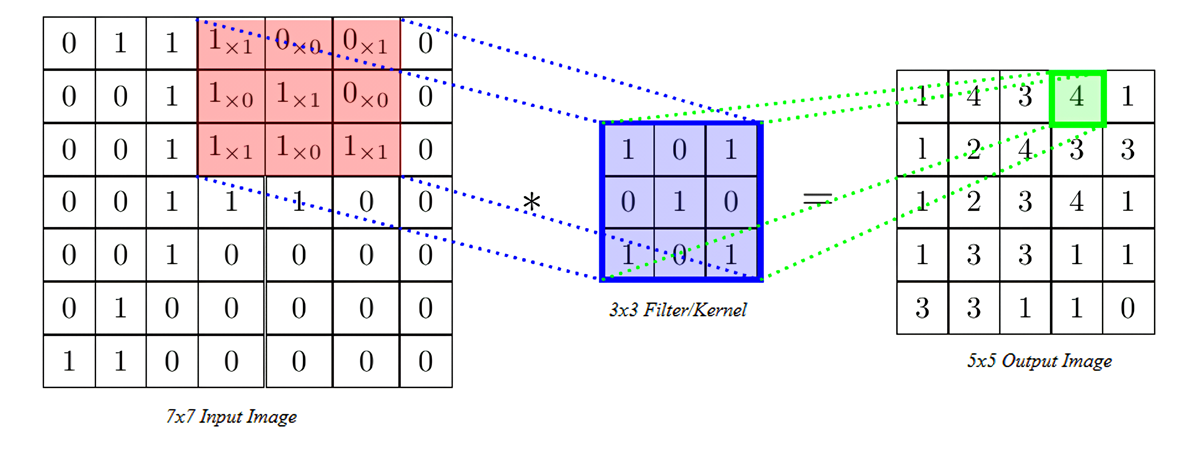 0 1 1 1×1 0×0 0×1 0
0 0 1 1×0 1×1 0×0 0
0 0 1 1×1 1×0 1×1 0
0 0 1 1 1 0 0
0 0 1 0 0 0 0
0 1 0 0 0 0 0
1 1 0 0 0 0 0
7x7 Input Image
*
1 0 1
0 1 0
1 0 1
3x3 Filter/Kernel
=
1 4 3 4 1
1 2 4 3 3
1 2 3 4 1
1 3 3 1 1
3 3 1 1 0
5x5 Output Image